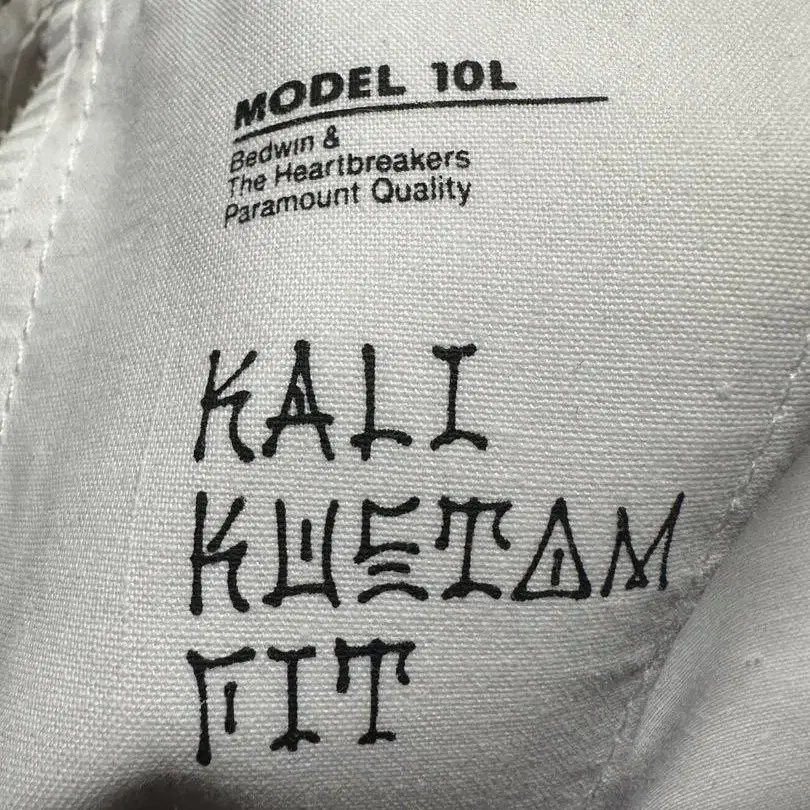 MODEL 10L
Bedwin &
The Heartbreakers
Paramount Quality
KALI
KUSTOM
FIT